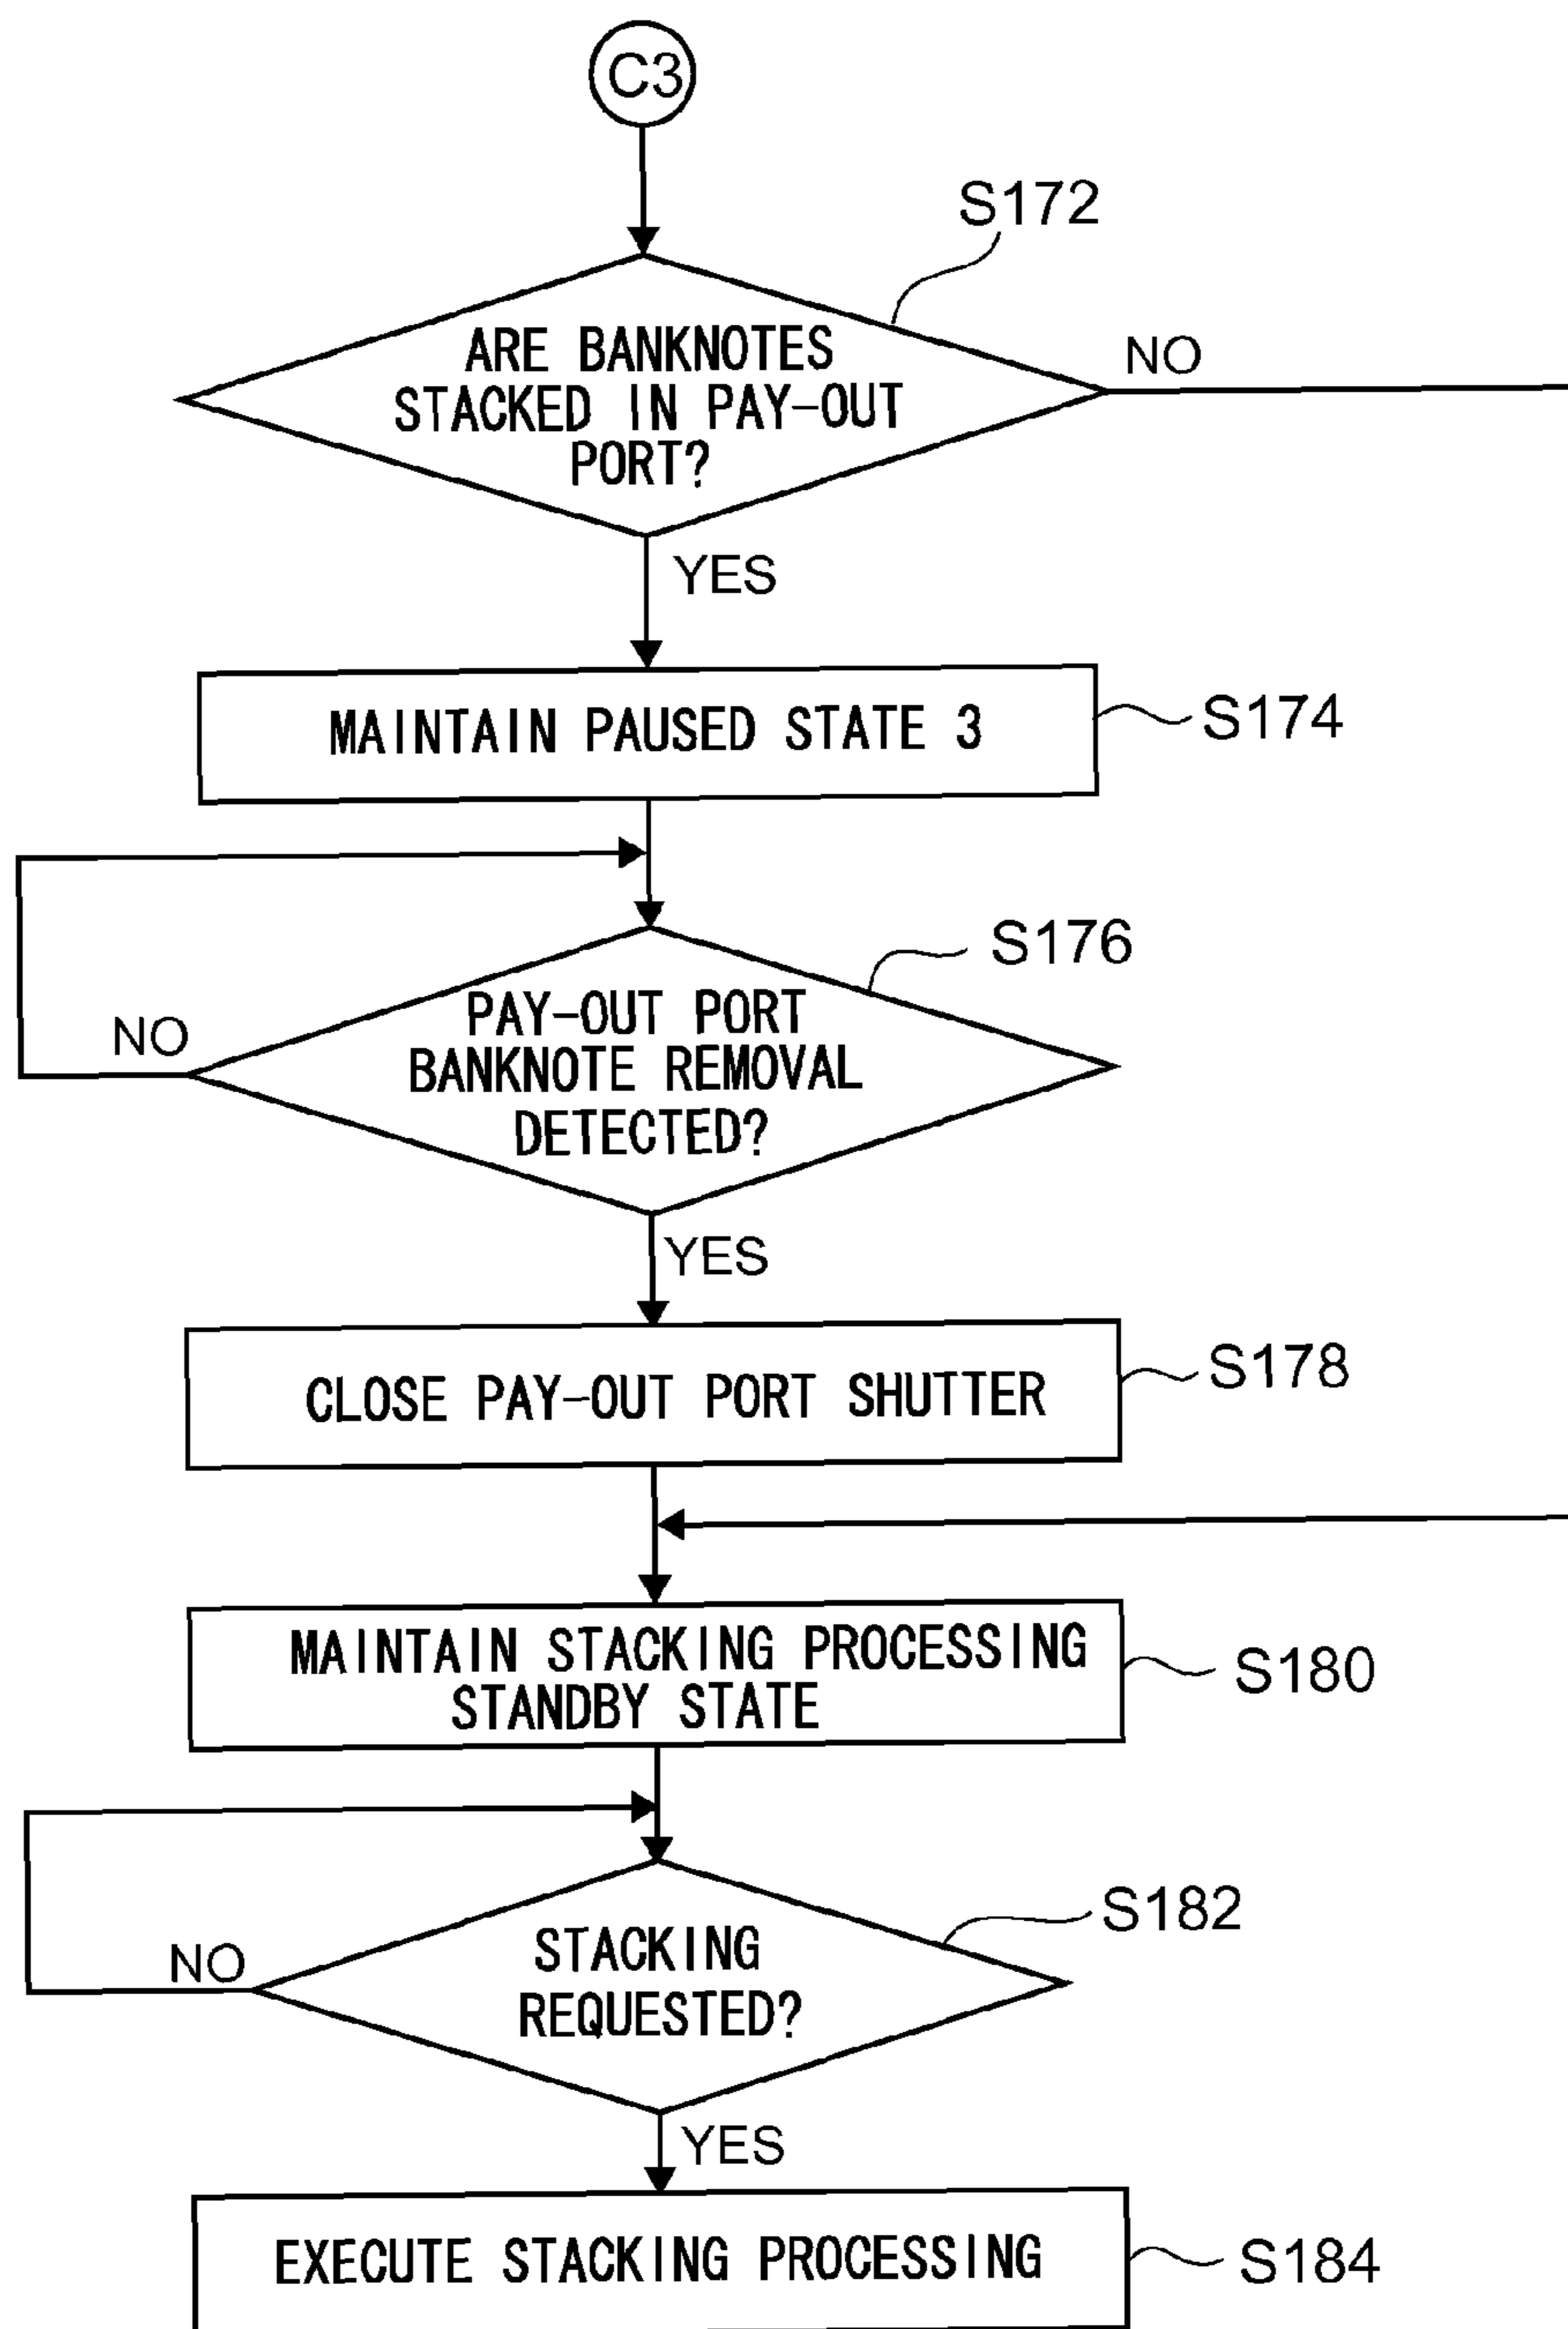 C3
S172
ARE BANKNOTES
STACKED IN PAY-OUT
PORT?
NO
YES
MAINTAIN PAUSED STATE 3
S174
S176
PAY-OUT PORT
BANKNOTE REMOVAL
DETECTED?
NO
YES
CLOSE PAY-OUT PORT SHUTTER
S178
MAINTAIN STACKING PROCESSING
STANDBY STATE
S180
S182
STACKING
REQUESTED?
NO
YES
EXECUTE STACKING PROCESSING
S184